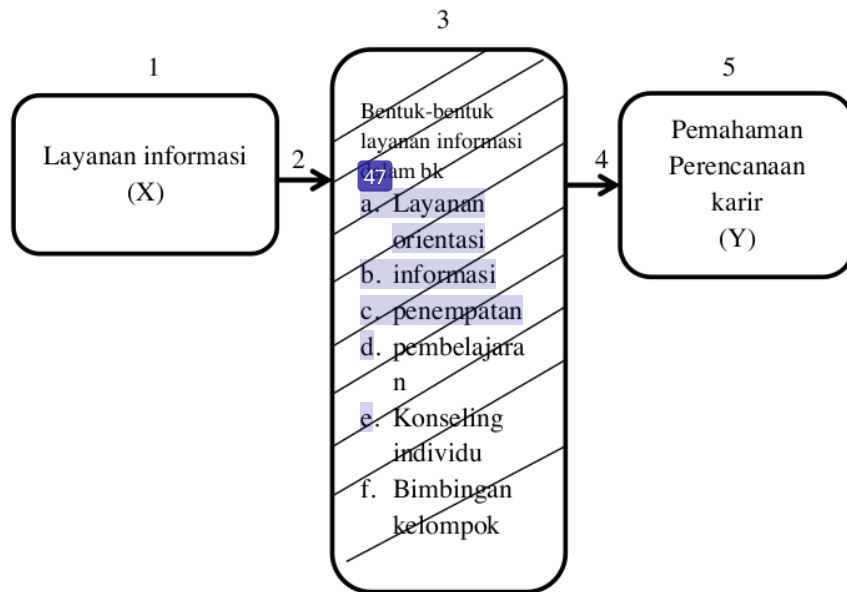 3
1
5
Layanan informasi
(X)
2
Bentuk-bentuk
layanan informasi
47
dalam bk
a. Layanan
orientasi
b. informasi
c. penempatan
d. pembelajara
n
e. Konseling
individu
f. Bimbingan
kelompok
4
Pemahaman
Perencanaan
karir
(Y)